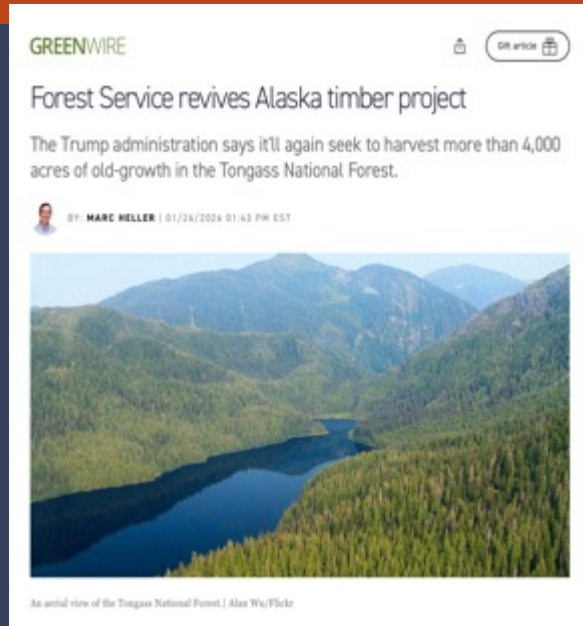 GREENWIRE
Gift article
Forest Service revives Alaska timber project
The Trump administration says it'll again seek to harvest more than 4,000
acres of old-growth in the Tongass National Forest.
BY: MARC HELLER | 01/26/2026 01:43 PM EST
An aerial view of the Tongass National Forest. | Alan Wu/Flickr